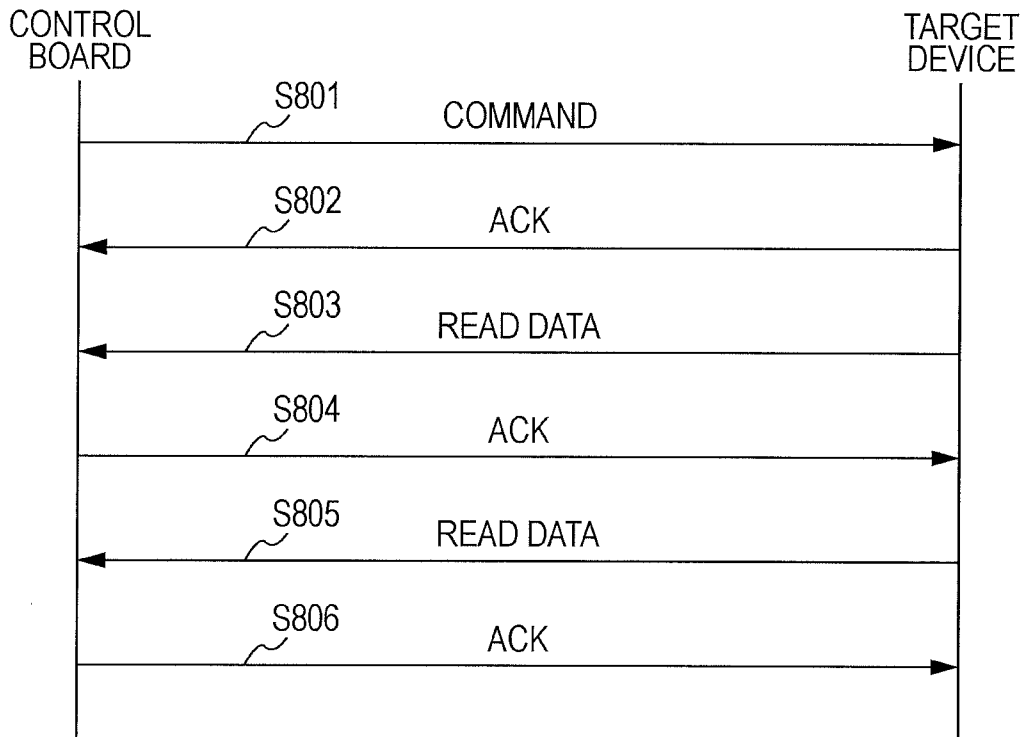 CONTROL
BOARD
TARGET
DEVICE
S801
COMMAND
S802
ACK
S803
READ DATA
S804
ACK
S805
READ DATA
S806
ACK